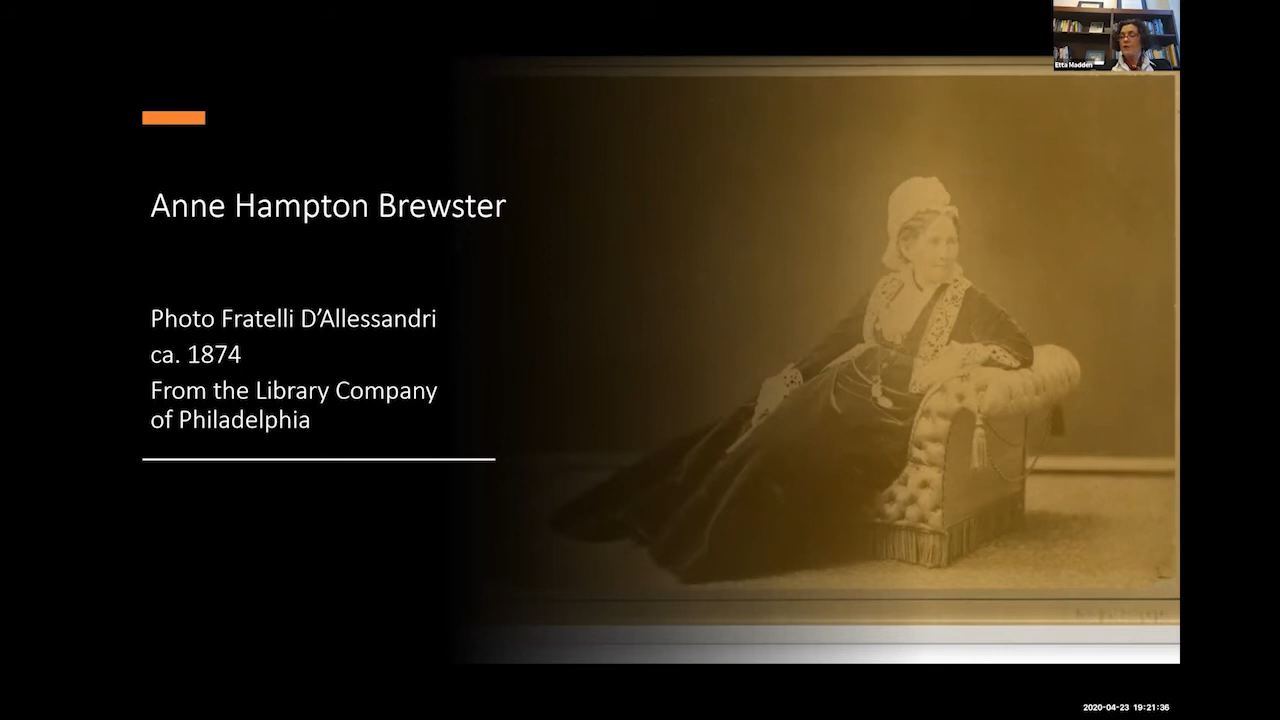 Etta Madden
Anne Hampton Brewster
Photo Fratelli D’Allessandri
ca. 1874
From the Library Company
of Philadelphia
2020-04-23 19:21:36